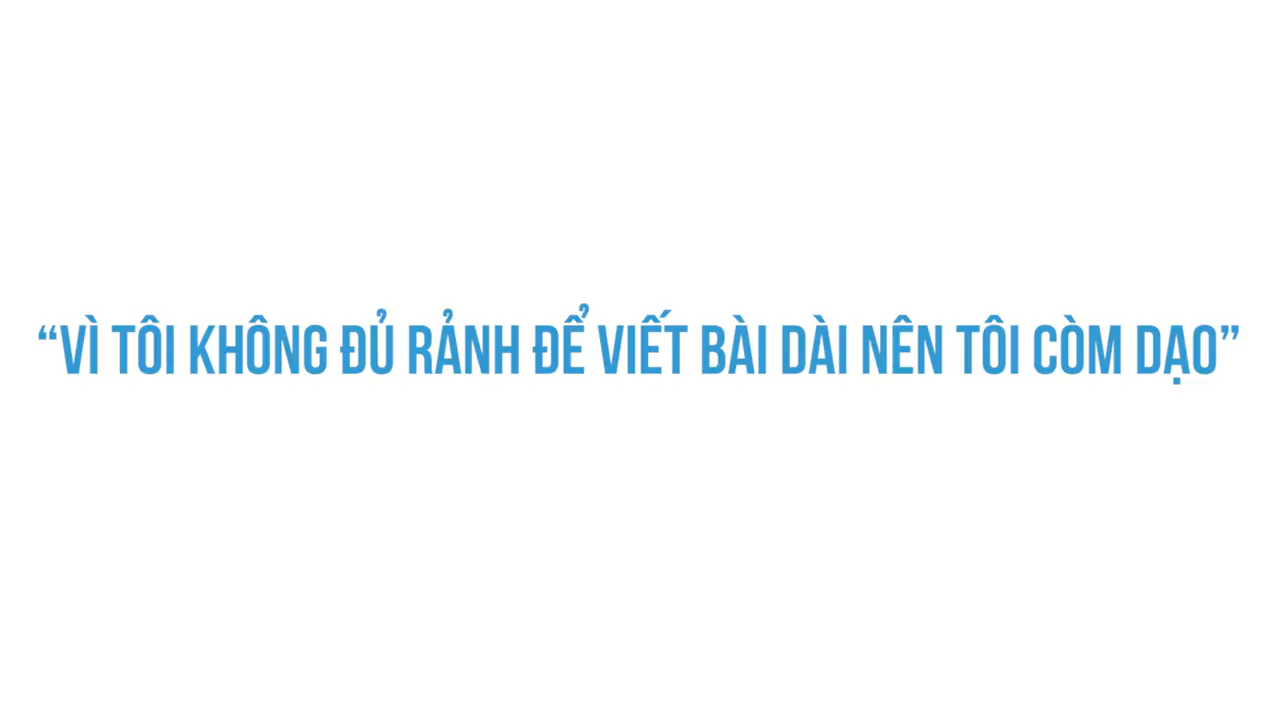 “VÌ TÔI KHÔNG ĐỦ RẢNH ĐỂ VIẾT BÀI DÀI NÊN TÔI CÒM DẠO”